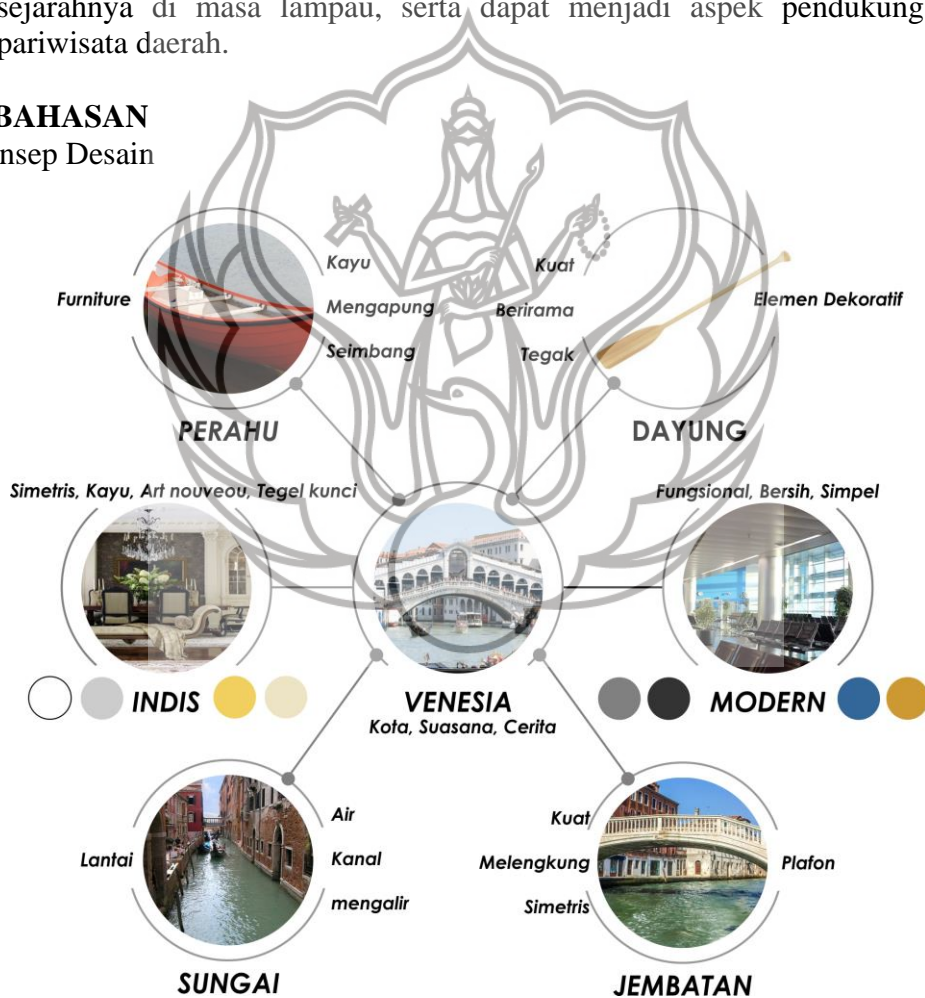 sejarahnya di masa lampau, serta dapat menjadi aspek pendukung
pariwisata daerah.
BAHASAN
nsep Desain
Furniture
Kayu
Mengapung
Seimbang
PERAHU
Kuat
Berirama
Tegak
Elemen Dekoratif
DAYUNG
Simetris, Kayu, Art nouveou, Tegel kunci
INDIS
VENESIA
Kota, Suasana, Cerita
Fungsional, Bersih, Simpel
MODERN
Lantai
Air
Kanal
mengalir
SUNGAI
Kuat
Melengkung
Simetris
Plafon
JEMBATAN